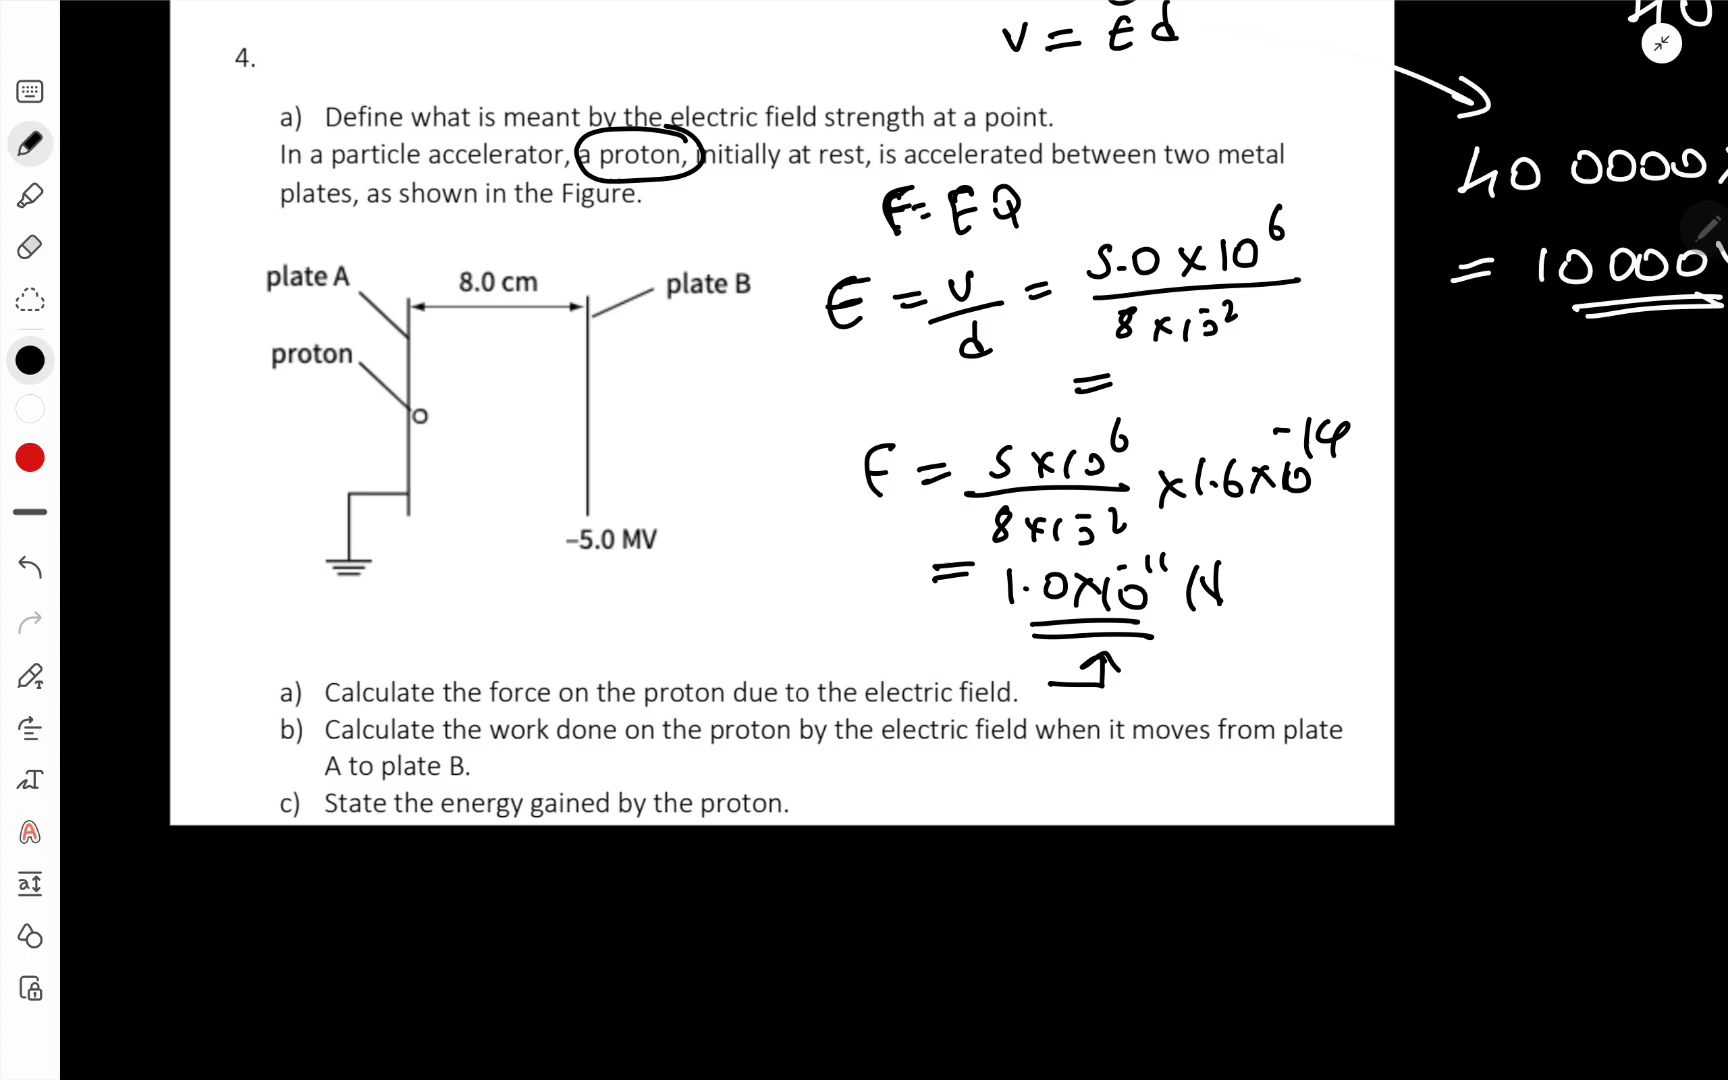 V = Ed
4.
a) Define what is meant by the electric field strength at a point.
In a particle accelerator, a proton, initially at rest, is accelerated between two metal
plates, as shown in the Figure.
F = EQ
40 0000
= 10 000V
plate A
8.0 cm
plate B
proton
-5.0 MV
E = V/d = 5.0 × 10⁶ / 8 × 10⁻²
=
F = 5 × 10⁶ / 8 × 10⁻² × 1.6 × 10⁻¹⁹
= 1.0 × 10⁻¹¹ N
a) Calculate the force on the proton due to the electric field.
b) Calculate the work done on the proton by the electric field when it moves from plate
A to plate B.
c) State the energy gained by the proton.